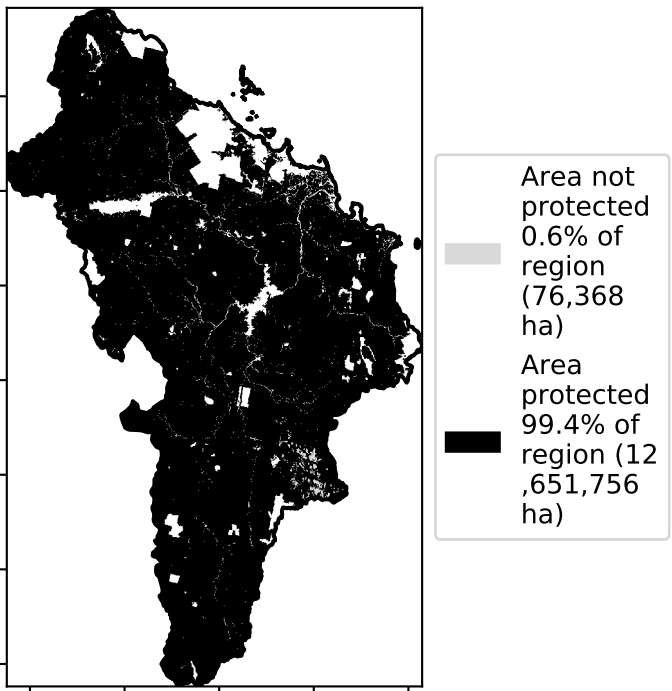 Area not
protected
0.6% of
region
(76,368
ha)
Area
protected
99.4% of
region (12
,651,756
ha)